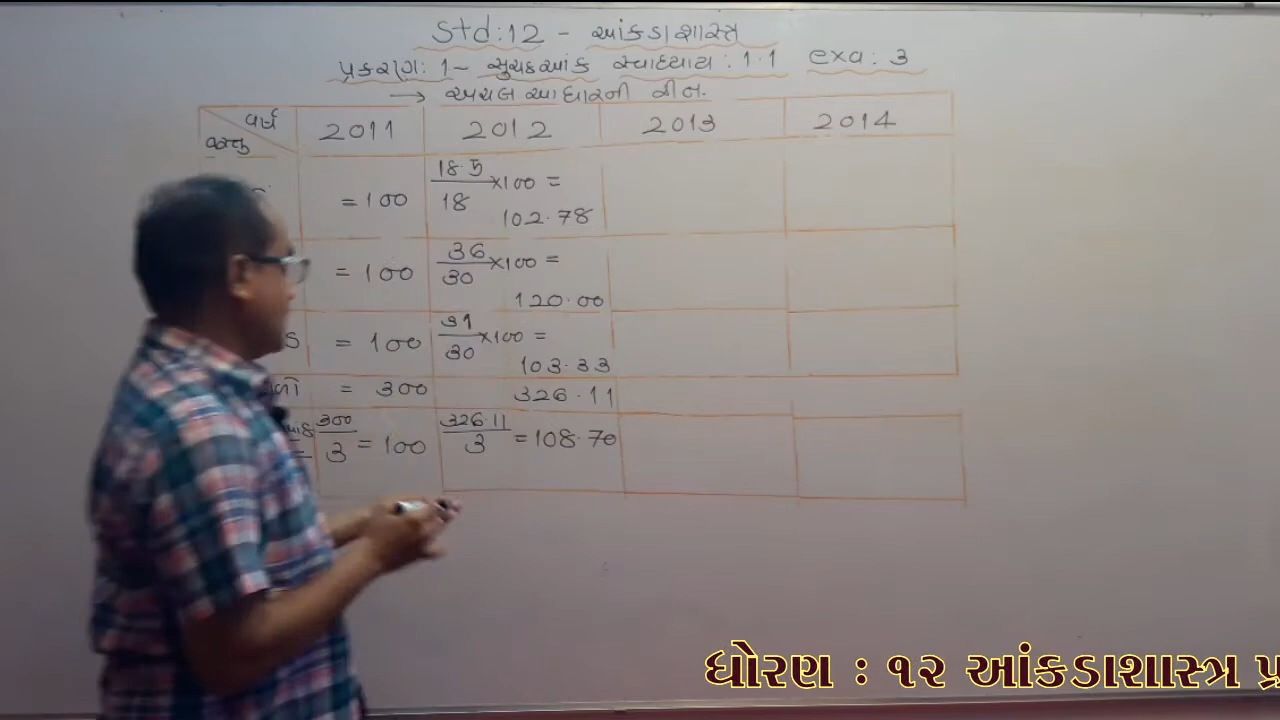 Std:12 - આંકડાશાસ્ત્ર
પ્રકરણ: 1- સુચકઆંક સ્વાધ્યાય: 1.1 exa: 3
→ અચલ આધારની રીત.
વર્ષ 2011 2012 2013 2014
વસ્તુ
= 100 18.5/18 ×100 = 102.78
= 100 36/30 ×100 = 120.00
= 100 31/30 ×100 = 103.33
= 300 326.11
300/3 = 100 326.11/3 = 108.70
ધોરણ : ૧૨ આંકડાશાસ્ત્ર પ્ર